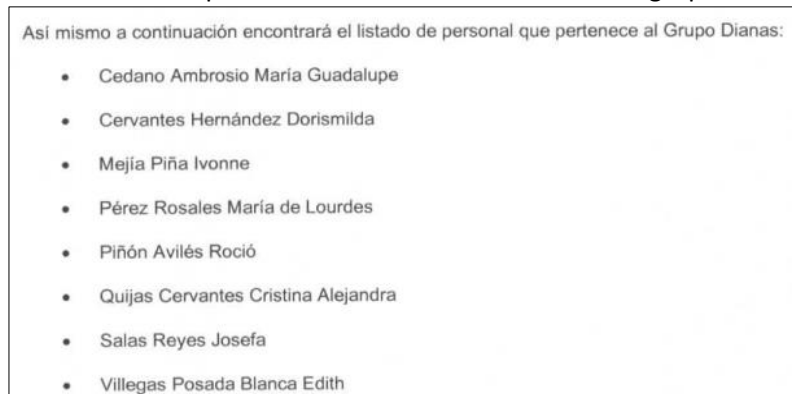 Así mismo a continuación encontrará el listado de personal que pertenece al Grupo Dianas:
• Cedano Ambrosio María Guadalupe
• Cervantes Hernández Dorismilda
• Mejía Piña Ivonne
• Pérez Rosales María de Lourdes
• Piñón Avilés Roció
• Quijas Cervantes Cristina Alejandra
• Salas Reyes Josefa
• Villegas Posada Blanca Edith